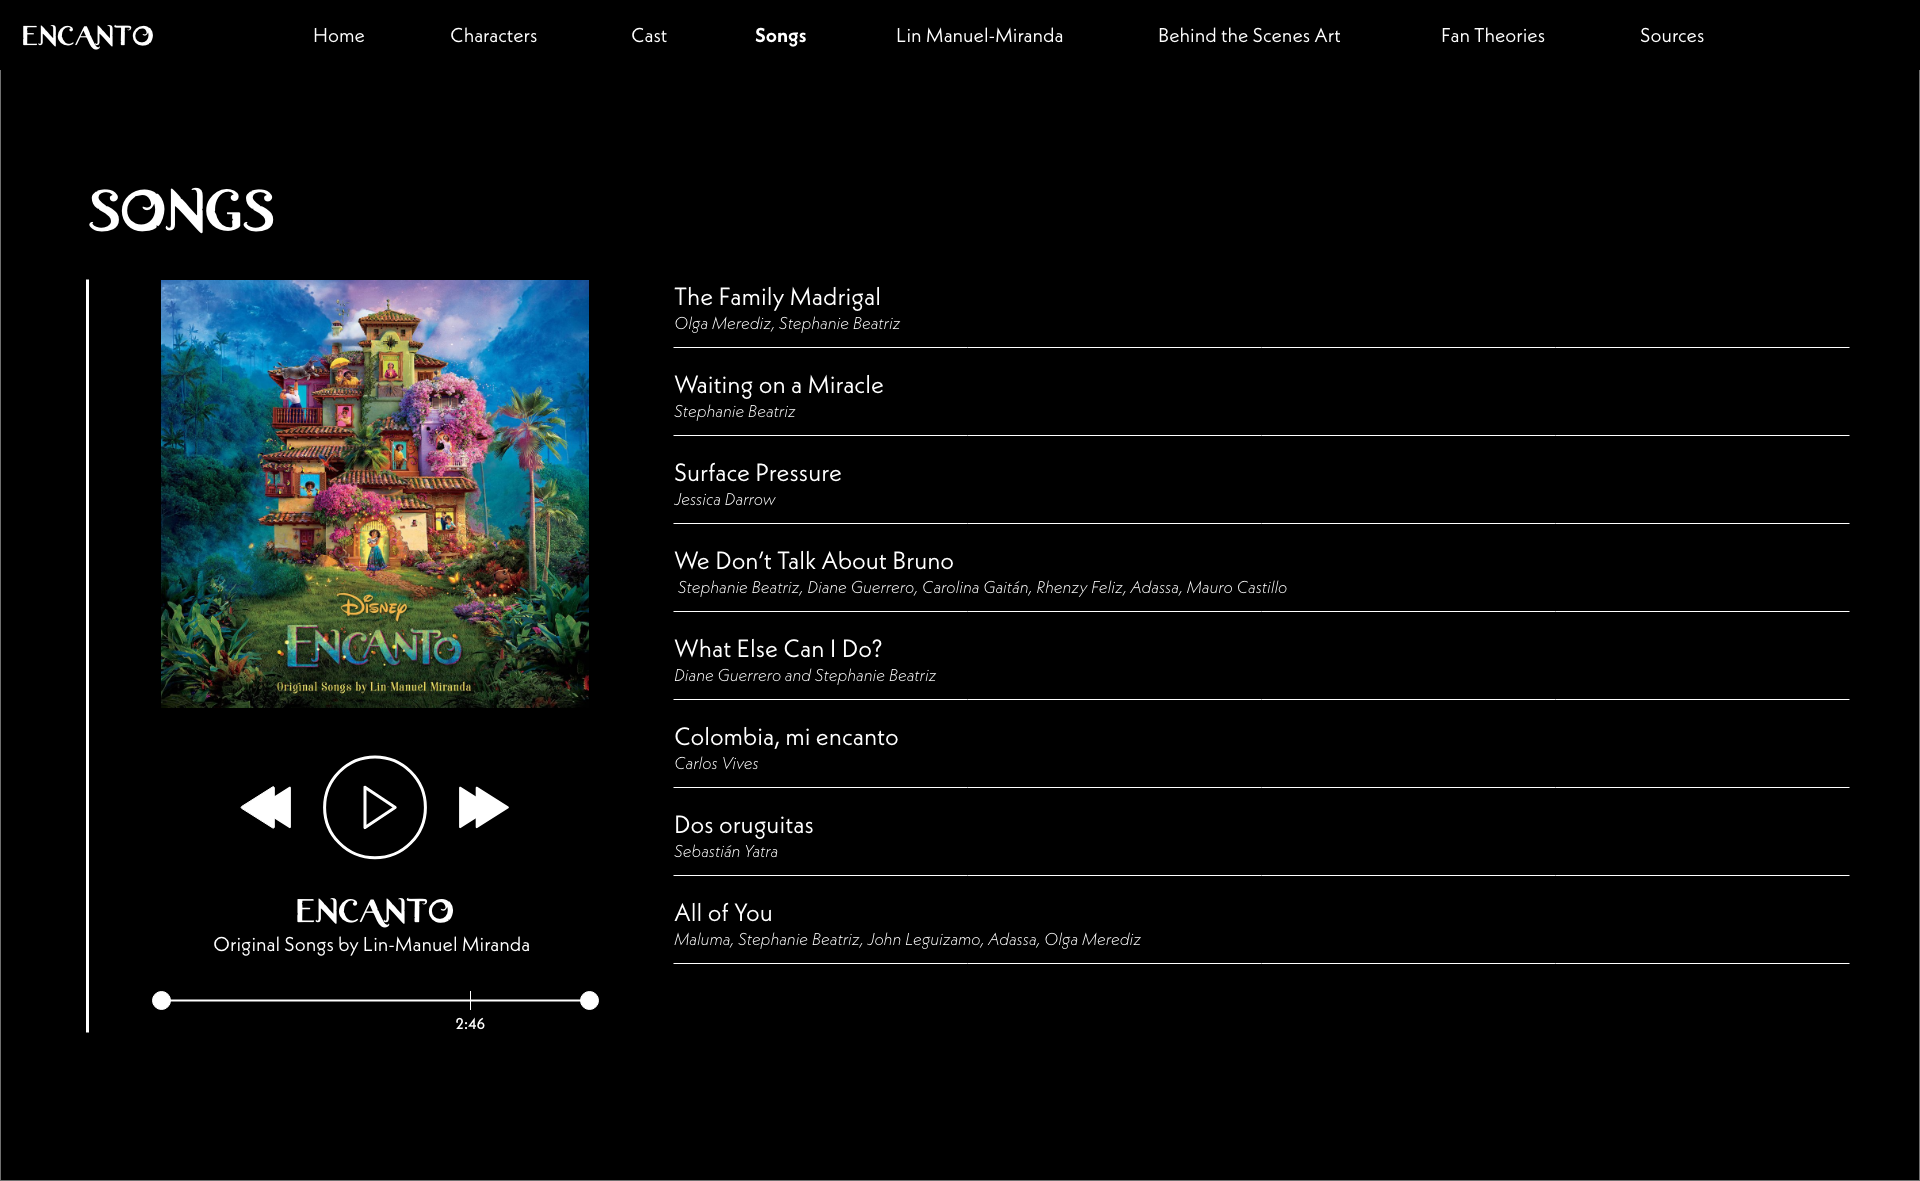 ENCANTO
Home
Characters
Cast
Songs
Lin Manuel-Miranda
Behind the Scenes Art
Fan Theories
Sources
SONGS
DISNEY
ENCANTO
Original Songs by Lin-Manuel Miranda
ENCANTO
Original Songs by Lin-Manuel Miranda
2:46
The Family Madrigal
Olga Merediz, Stephanie Beatriz
Waiting on a Miracle
Stephanie Beatriz
Surface Pressure
Jessica Darrow
We Don’t Talk About Bruno
Stephanie Beatriz, Diane Guerrero, Carolina Gaitán, Rhenzy Feliz, Adassa, Mauro Castillo
What Else Can I Do?
Diane Guerrero and Stephanie Beatriz
Colombia, mi encanto
Carlos Vives
Dos oruguitas
Sebastián Yatra
All of You
Maluma, Stephanie Beatriz, John Leguizamo, Adassa, Olga Merediz